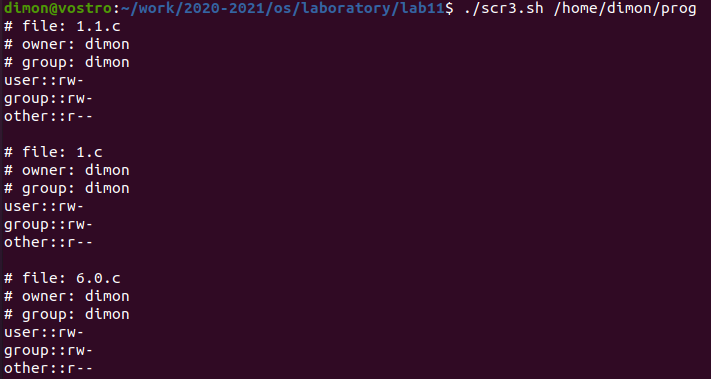 dimon@vostro:~/work/2020-2021/os/laboratory/lab11$ ./scr3.sh /home/dimon/prog
# file: 1.1.c
# owner: dimon
# group: dimon
user::rw-
group::rw-
other::r--

# file: 1.c
# owner: dimon
# group: dimon
user::rw-
group::rw-
other::r--

# file: 6.0.c
# owner: dimon
# group: dimon
user::rw-
group::rw-
other::r--